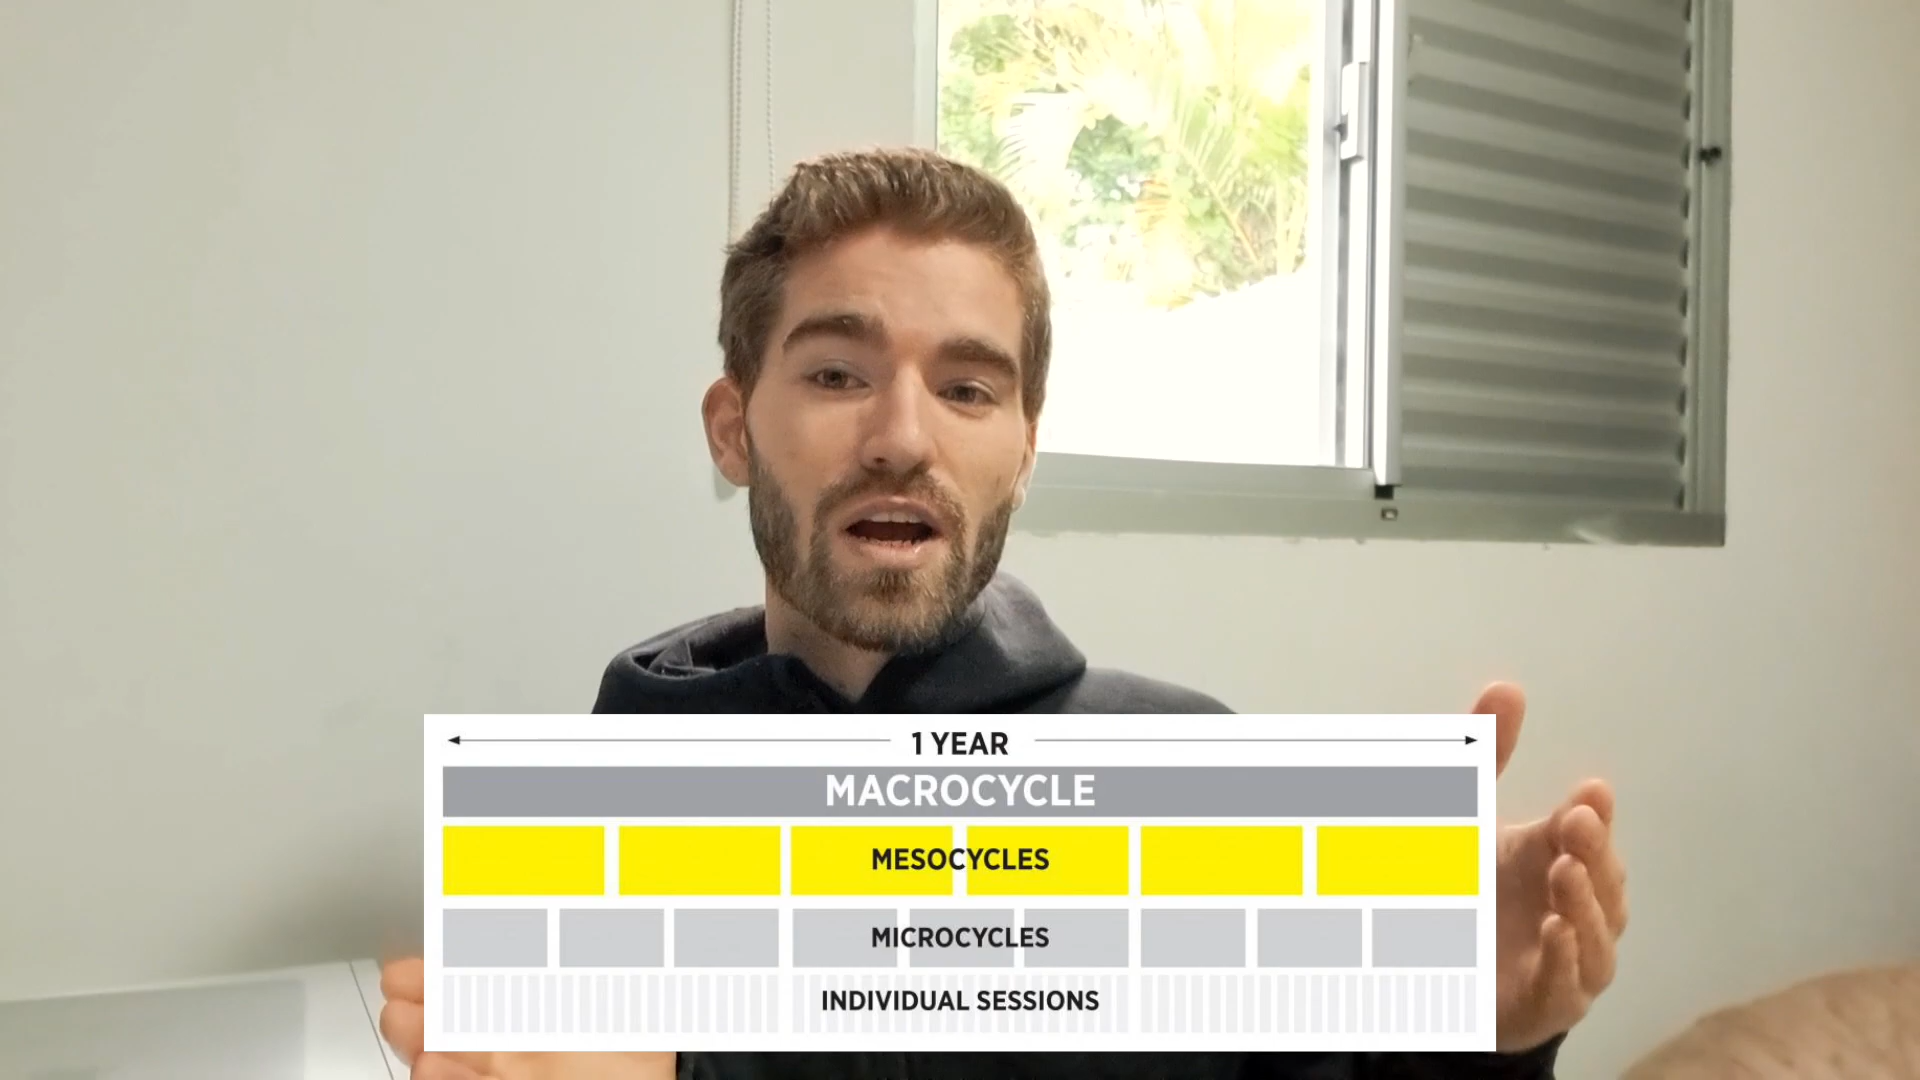 1 YEAR
MACROCYCLE
MESOCYCLES
MICROCYCLES
INDIVIDUAL SESSIONS